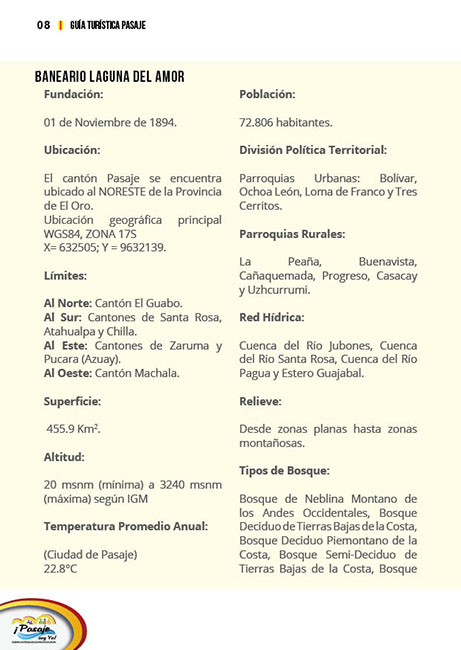 08 GUÍA TURÍSTICA PASAJE
BANEARIO LAGUNA DEL AMOR
Fundación:
01 de Noviembre de 1894.
Ubicación:
El cantón Pasaje se encuentra
ubicado al NORESTE de la Provincia
de El Oro.
Ubicación geográfica principal
WGS84, ZONA 17S
X= 632505; Y = 9632139.
Límites:
Al Norte: Cantón El Guabo.
Al Sur: Cantones de Santa Rosa,
Atahualpa y Chilla.
Al Este: Cantones de Zaruma y
Pucara (Azuay).
Al Oeste: Cantón Machala.
Superficie:
455.9 Km².
Altitud:
20 msnm (mínima) a 3240 msnm
(máxima) según IGM
Temperatura Promedio Anual:
(Ciudad de Pasaje)
22.8°C
Población:
72.806 habitantes.
División Política Territorial:
Parroquias Urbanas: Bolívar,
Ochoa León, Loma de Franco y Tres
Cerritos.
Parroquias Rurales:
La Peaña, Buenavista,
Cañaquemada, Progreso, Casacay
y Uzhcurrumi.
Red Hídrica:
Cuenca del Río Jubones, Cuenca
del Río Santa Rosa, Cuenca del Río
Pagua y Estero Guajabal.
Relieve:
Desde zonas planas hasta zonas
montañosas.
Tipos de Bosque:
Bosque de Neblina Montano de
los Andes Occidentales, Bosque
Deciduo de Tierras Bajas de la Costa,
Bosque Deciduo Piemontano de la
Costa, Bosque Semi-Deciduo de
Tierras Bajas de la Costa, Bosque
¡Pasaje
soy Yo!